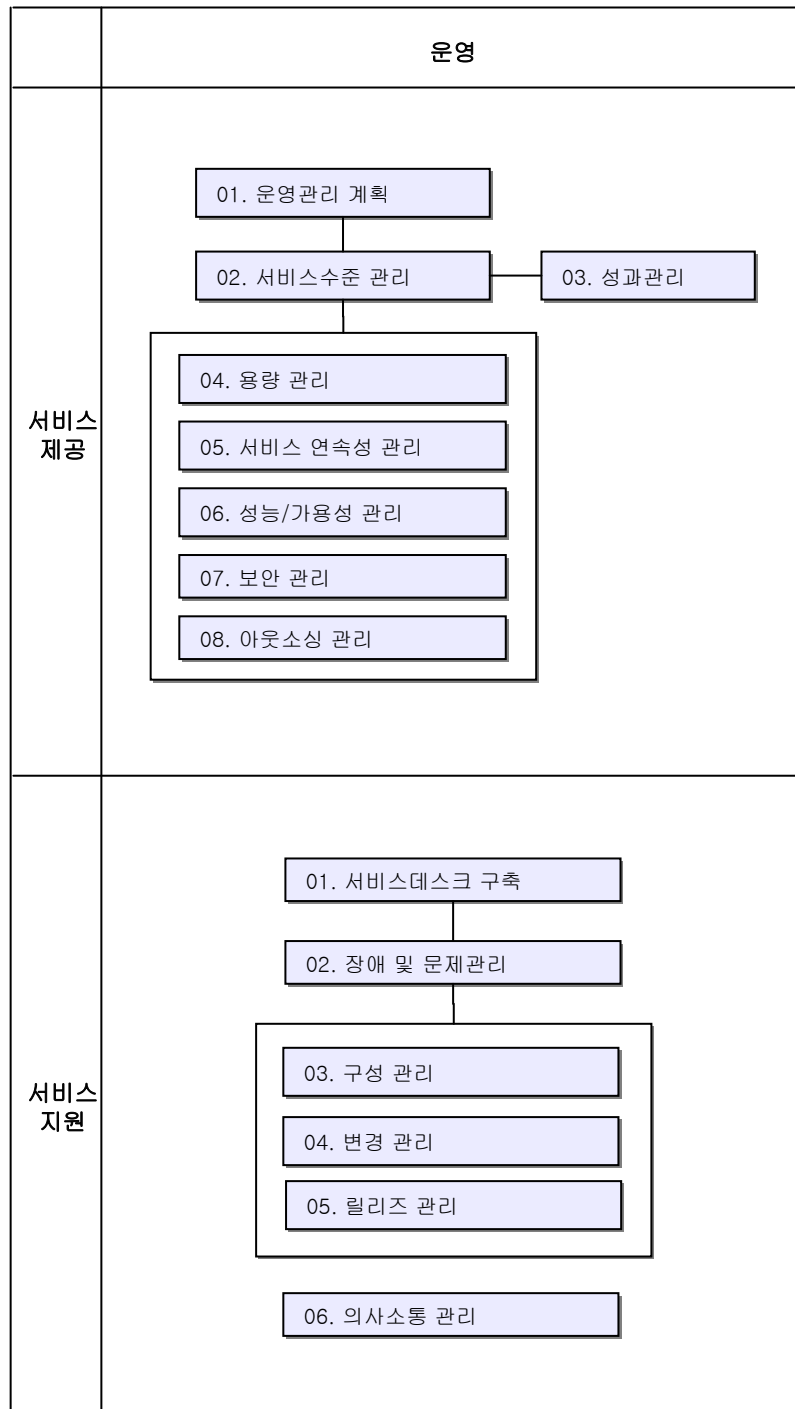 운영
서비스
제공
01. 운영관리 계획
02. 서비스수준 관리
03. 성과관리
04. 용량 관리
05. 서비스 연속성 관리
06. 성능/가용성 관리
07. 보안 관리
08. 아웃소싱 관리
서비스
지원
01. 서비스데스크 구축
02. 장애 및 문제관리
03. 구성 관리
04. 변경 관리
05. 릴리즈 관리
06. 의사소통 관리